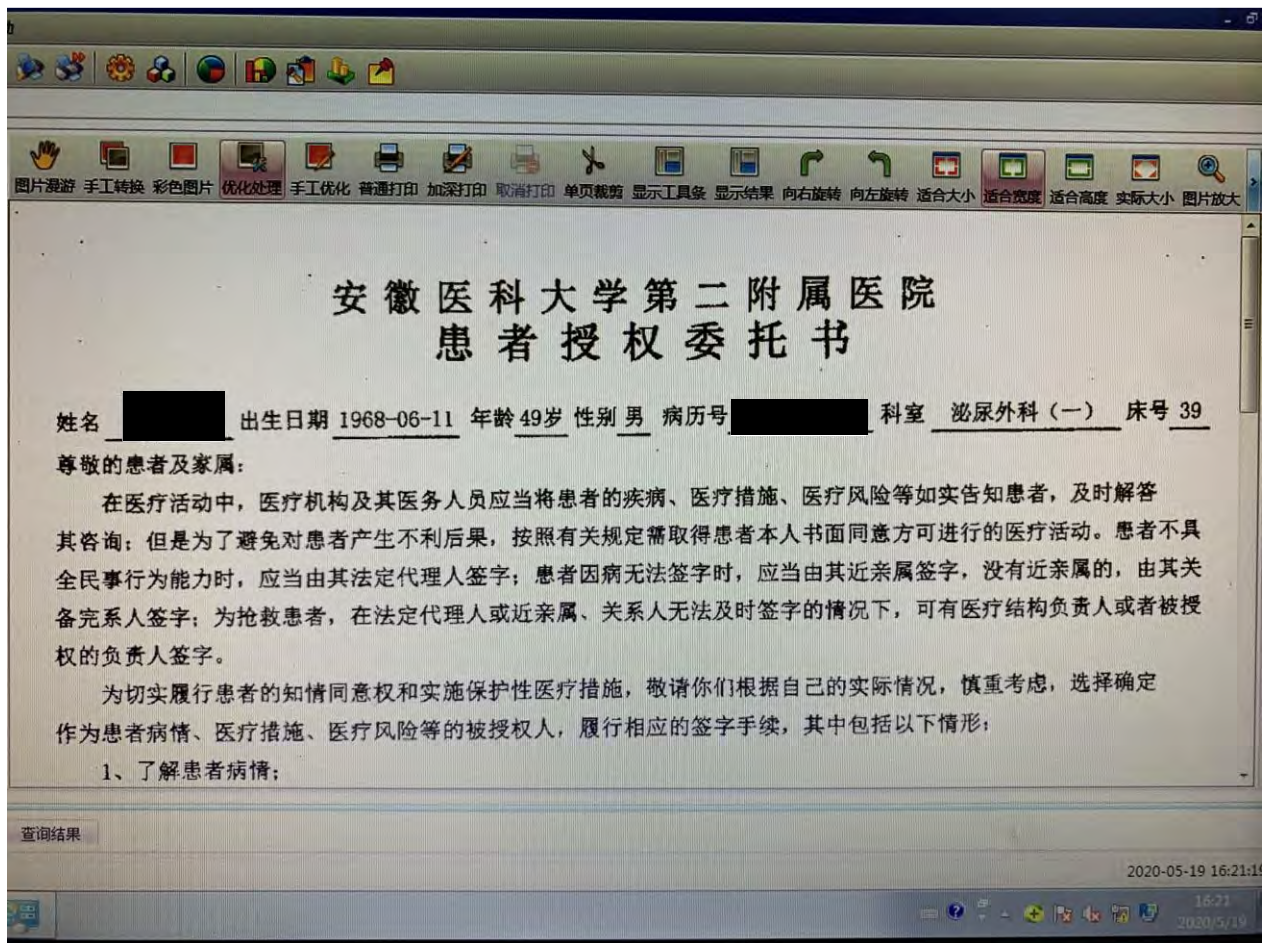 图片漫游 手工转换 彩色图片 优化处理 手工优化 普通打印 加深打印 取消打印 单页裁剪 显示工具条 显示结果 向右旋转 向左旋转 适合大小 适合宽度 适合高度 实际大小 图片放大
安徽医科大学第二附属医院
患者授权委托书
姓名 出生日期 1968-06-11 年龄 49岁 性别 男 病历号 科室 泌尿外科（一） 床号 39
尊敬的患者及家属：
在医疗活动中，医疗机构及其医务人员应当将患者的疾病、医疗措施、医疗风险等如实告知患者，及时解答
其咨询；但是为了避免对患者产生不利后果，按照有关规定需取得患者本人书面同意方可进行的医疗活动。患者不具
全民事行为能力时，应当由其法定代理人签字；患者因病无法签字时，应当由其近亲属签字，没有近亲属的，由其关
备完系人签字；为抢救患者，在法定代理人或近亲属、关系人无法及时签字的情况下，可有医疗结构负责人或者被授
权的负责人签字。
为切实履行患者的知情同意权和实施保护性医疗措施，敬请你们根据自己的实际情况，慎重考虑，选择确定
作为患者病情、医疗措施、医疗风险等的被授权人，履行相应的签字手续，其中包括以下情形：
1、了解患者病情；
查询结果
2020-05-19 16:21:19
16:21
2020/5/19